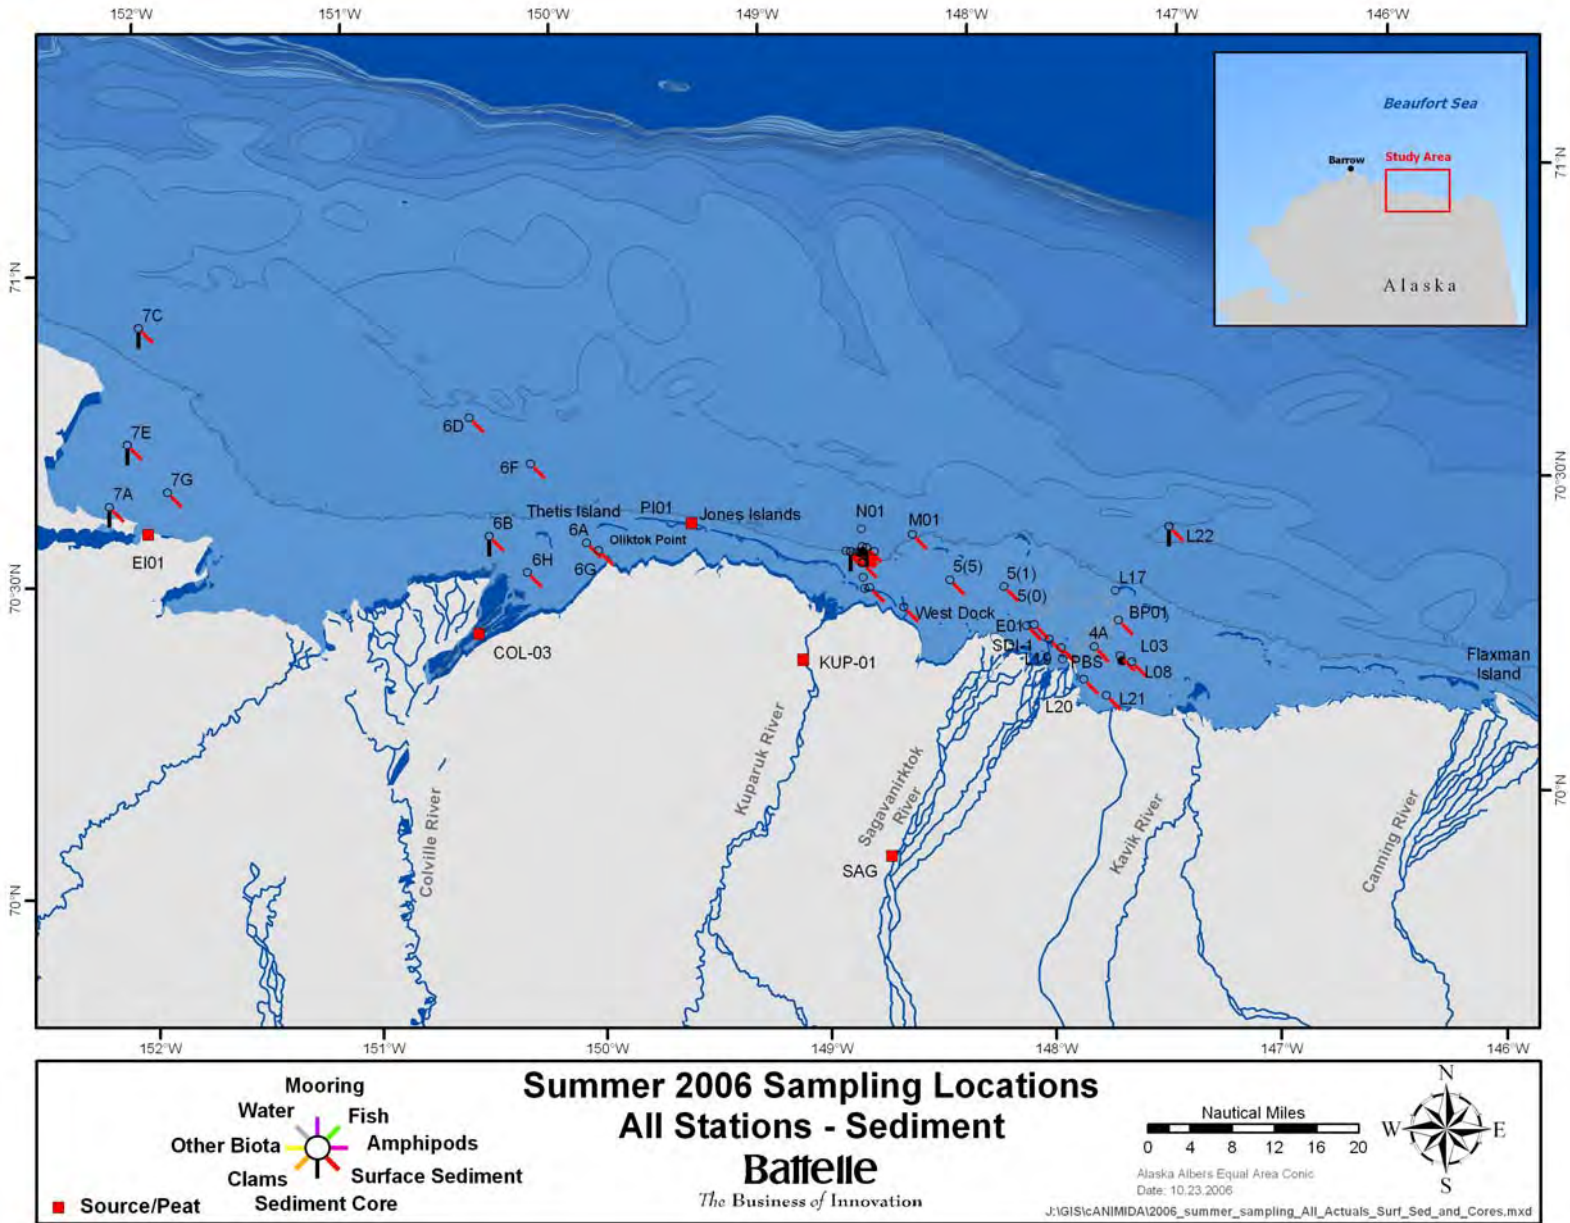 152°W 151°W 150°W 149°W 148°W 147°W 146°W
Beaufort Sea
Barrow
Study Area
Alaska
71°N
71°N
7C
7E
7G
7A
EI01
6D
6F
70°30'N
Thetis Island
PI01
Jones Islands
6B
6A
Oliktok Point
6H
6G
N01
M01
L22
5(5)
5(1)
5(0)
L17
70°30'N
West Dock
BP01
E01
4A
L03
SDI-1
L19
PBS
L08
L20
L21
Flaxman
Island
COL-03
KUP-01
SAG
Colville River
Kuparuk River
Sagavanirktok
River
Kavik River
Canning River
70°N
70°N
152°W 151°W 150°W 149°W 148°W 147°W 146°W
Mooring
Water
Fish
Other Biota
Amphipods
Clams
Surface Sediment
Sediment Core
Source/Peat
Summer 2006 Sampling Locations
All Stations - Sediment
Battelle
The Business of Innovation
Nautical Miles
0 2 4 8 12 16 20
Alaska Albers Equal Area Conic
Date: 10.23.2006
N
W
E
S
J:\GIS\cANIMIDA\2006_summer_sampling_All_Actuals_Surf_Sed_and_Cores.mxd